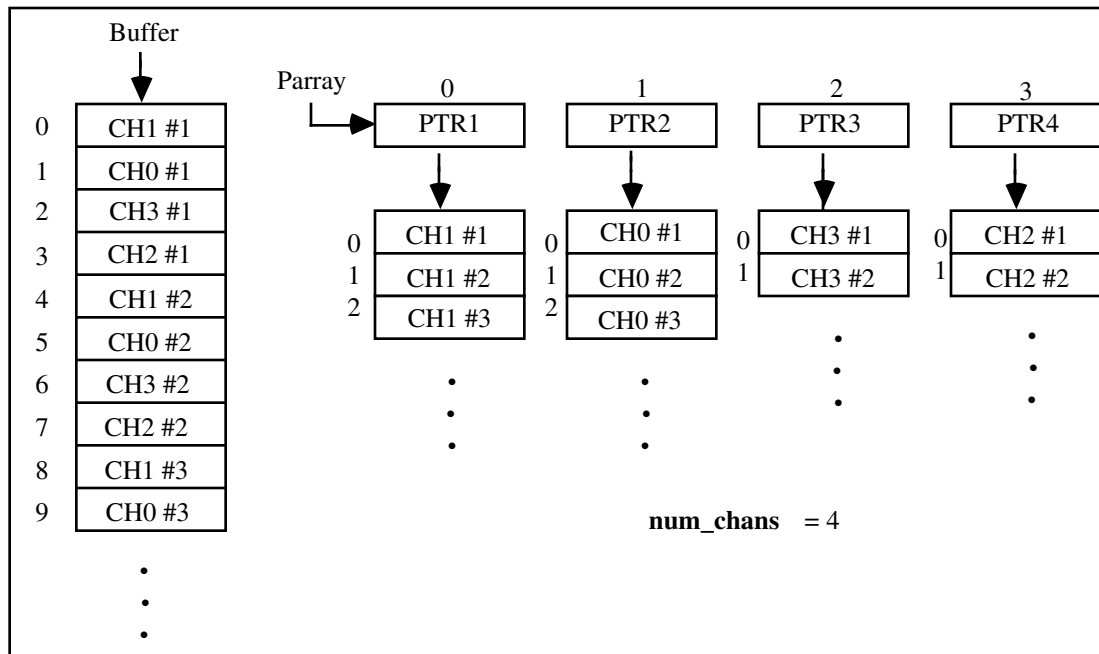 Buffer
Parray
0 1 2 3
PTR1 PTR2 PTR3 PTR4
0 CH1 #1
1 CH0 #1
2 CH3 #1
3 CH2 #1
4 CH1 #2
5 CH0 #2
6 CH3 #2
7 CH2 #2
8 CH1 #3
9 CH0 #3
0 CH1 #1
1 CH1 #2
2 CH1 #3
0 CH0 #1
1 CH0 #2
2 CH0 #3
0 CH3 #1
1 CH3 #2
0 CH2 #1
1 CH2 #2
num_chans = 4